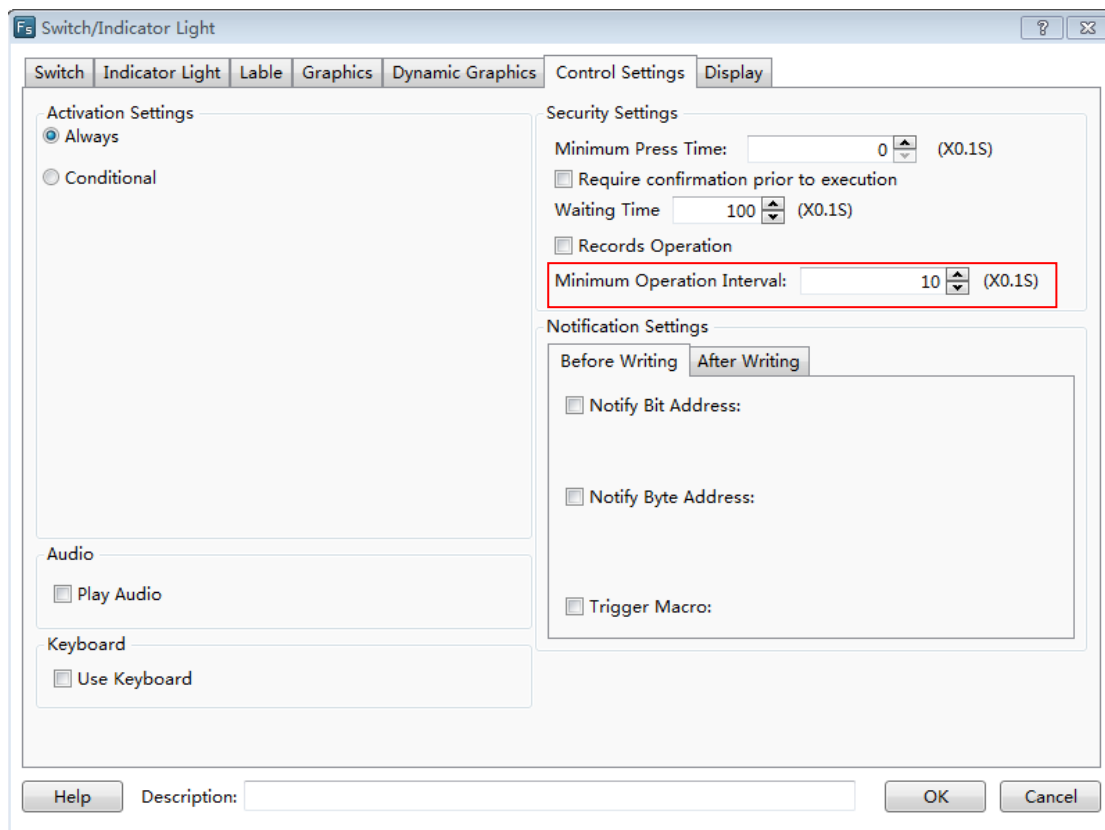 Fs Switch/Indicator Light ?
Switch Indicator Light Lable Graphics Dynamic Graphics Control Settings Display
Activation Settings
Always
Conditional
Audio
Play Audio
Keyboard
Use Keyboard
Security Settings
Minimum Press Time: 0 (X0.1S)
Require confirmation prior to execution
Waiting Time 100 (X0.1S)
Records Operation
Minimum Operation Interval: 10 (X0.1S)
Notification Settings
Before Writing After Writing
Notify Bit Address:
Notify Byte Address:
Trigger Macro:
Help Description: OK Cancel